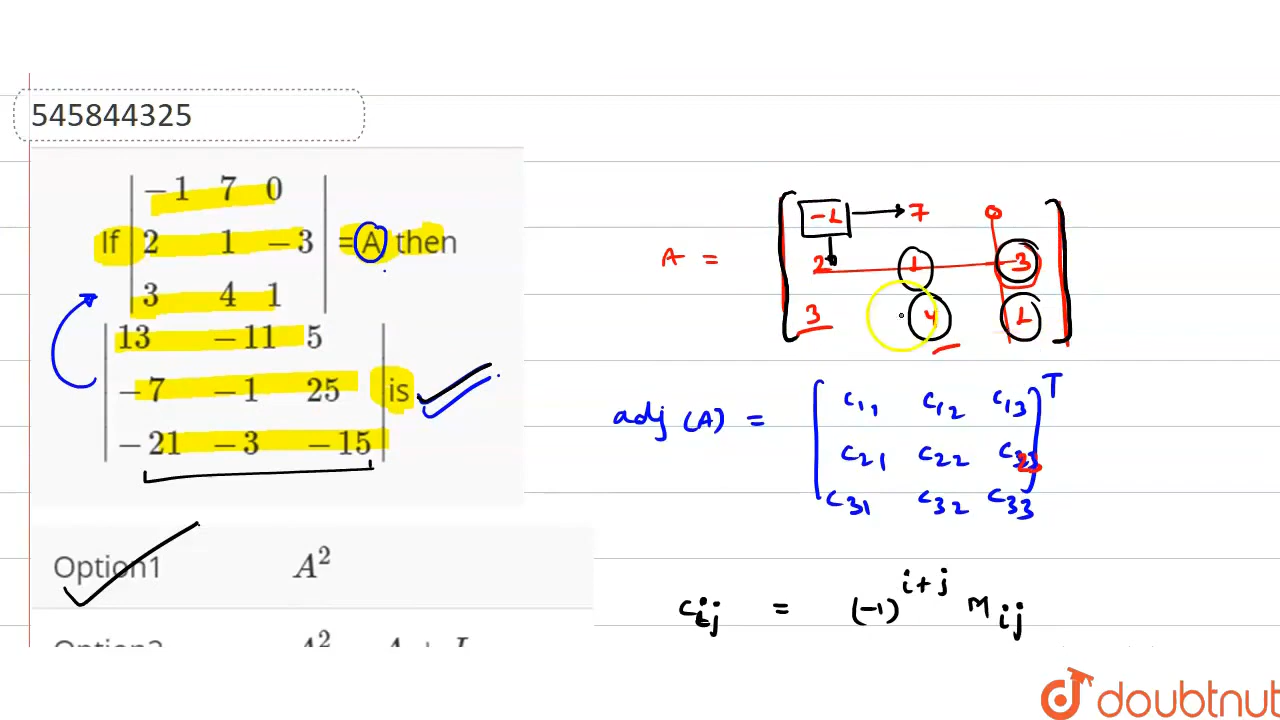 545844325
If | -1 7 0 |
| 2 1 -3 | = A then
| 3 4 1 |
| 13 -11 5 |
| -7 -1 25 | is
| -21 -3 -15 |
Option1 A²
A =
-1 → 7 0
2 1 3
3 4 1
adj (A) =
C11 C12 C13 T
C21 C22 C23
C31 C32 C33
Cij = (-1)^i+j Mij
doubtnut